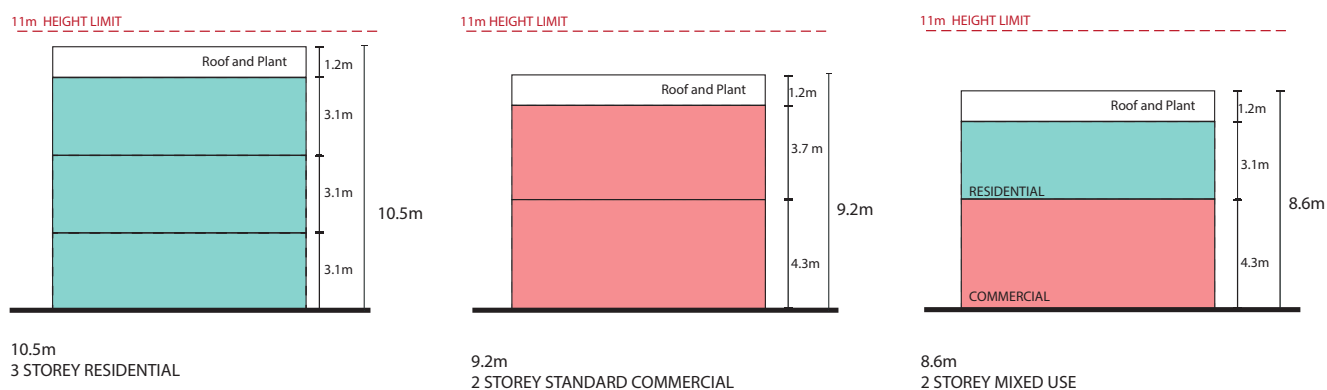 11m HEIGHT LIMIT
Roof and Plant
1.2m
3.1m
3.1m
3.1m
10.5m
10.5m
3 STOREY RESIDENTIAL
11m HEIGHT LIMIT
Roof and Plant
1.2m
3.7 m
4.3m
9.2m
9.2m
2 STOREY STANDARD COMMERCIAL
11m HEIGHT LIMIT
Roof and Plant
1.2m
3.1m
RESIDENTIAL
4.3m
COMMERCIAL
8.6m
8.6m
2 STOREY MIXED USE